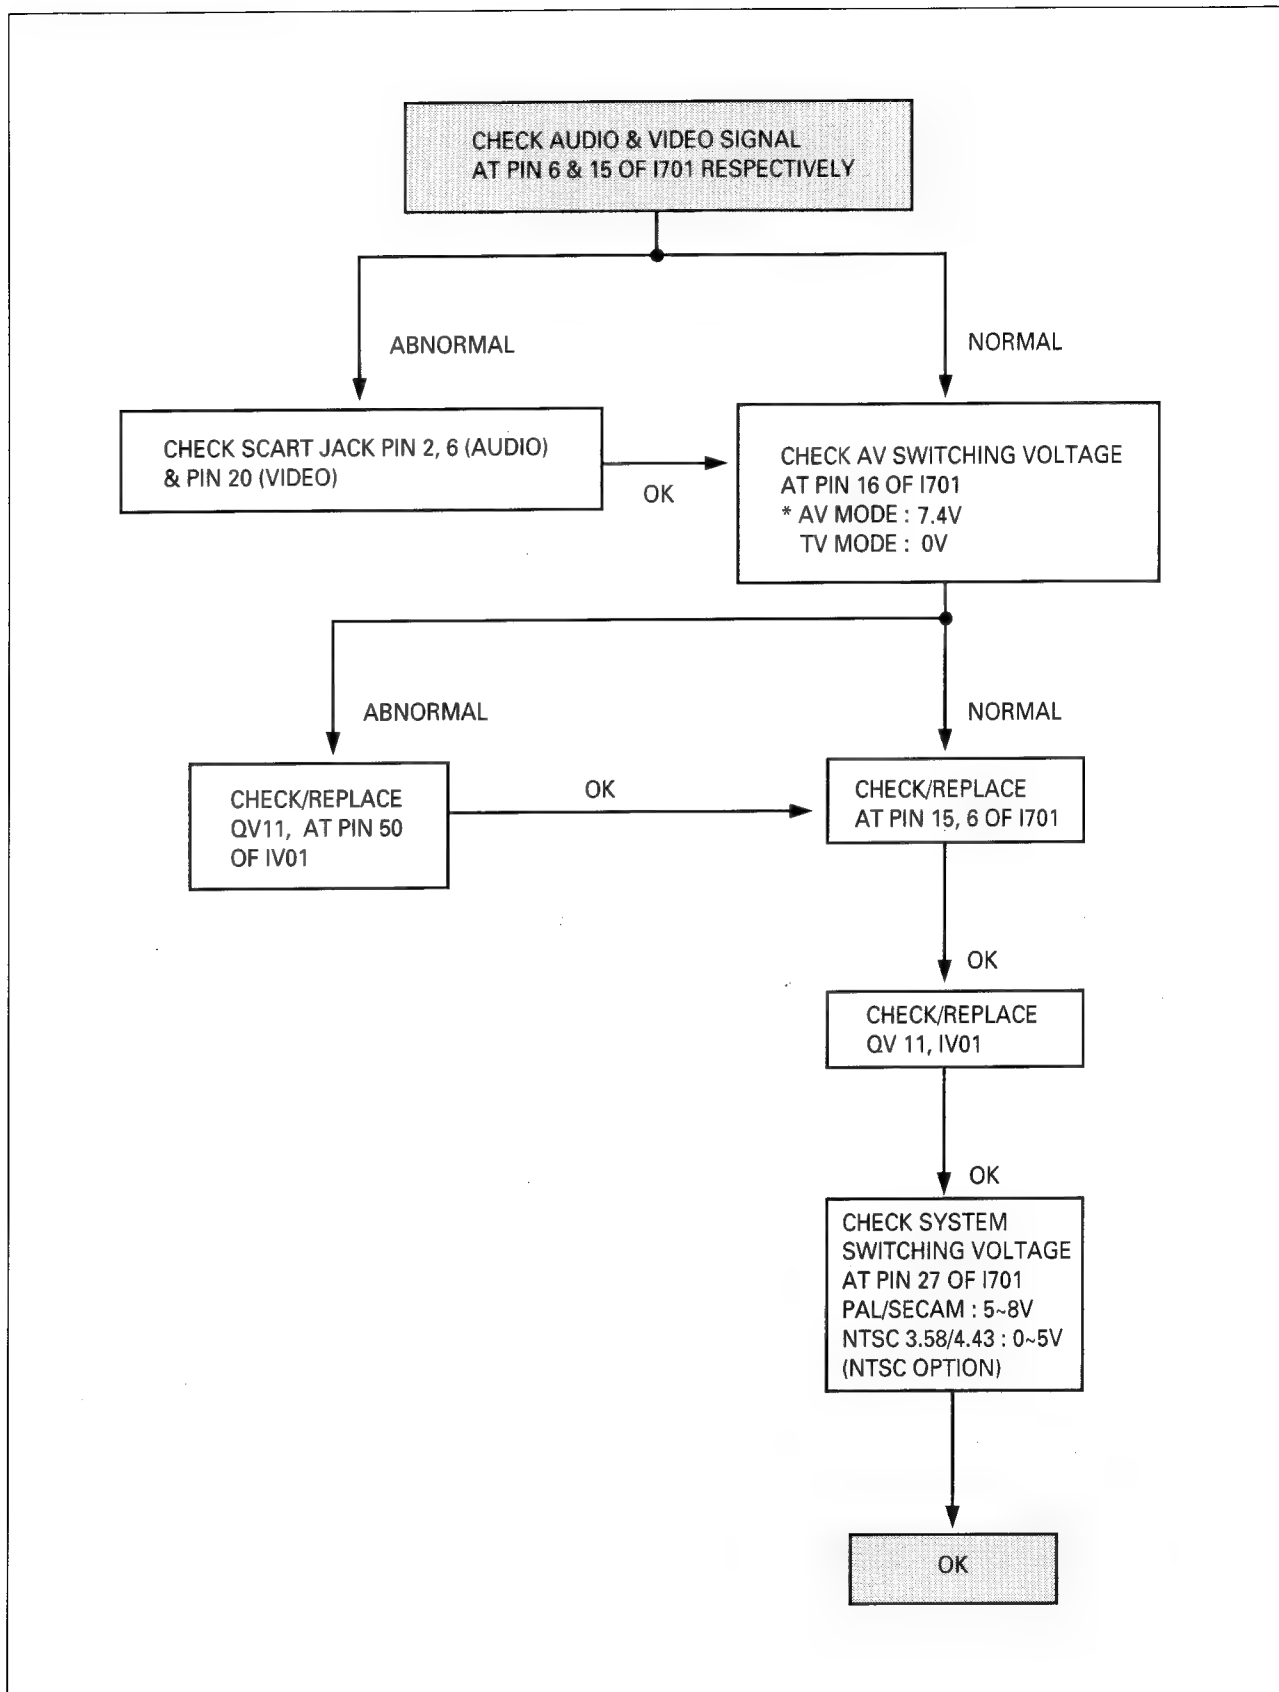 CHECK AUDIO & VIDEO SIGNAL
AT PIN 6 & 15 OF I701 RESPECTIVELY
ABNORMAL
NORMAL
CHECK SCART JACK PIN 2, 6 (AUDIO)
& PIN 20 (VIDEO)
OK
CHECK AV SWITCHING VOLTAGE
AT PIN 16 OF I701
* AV MODE : 7.4V
TV MODE : 0V
ABNORMAL
NORMAL
CHECK/REPLACE
QV11, AT PIN 50
OF IV01
OK
CHECK/REPLACE
AT PIN 15, 6 OF I701
OK
CHECK/REPLACE
QV 11, IV01
OK
CHECK SYSTEM
SWITCHING VOLTAGE
AT PIN 27 OF I701
PAL/SECAM : 5~8V
NTSC 3.58/4.43 : 0~5V
(NTSC OPTION)
OK